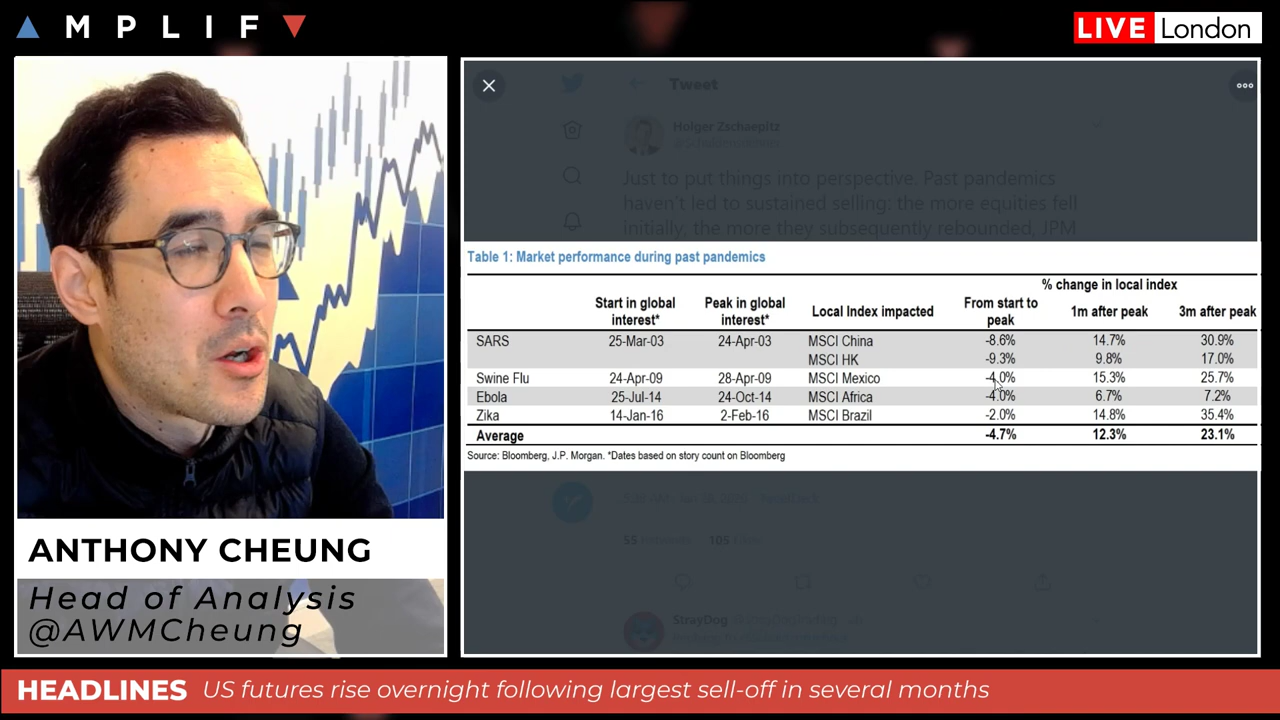 MPLIF
LIVE London
Tweet
Holger Zschaepitz
Just to put things into perspective. Past pandemics
haven't led to sustained selling: the more equities fell
initially, the more they subsequently rebounded, JPM
Table 1: Market performance during past pandemics
% change in local index
Start in global interest* Peak in global interest* Local Index impacted From start to peak 1m after peak 3m after peak
SARS 25-Mar-03 24-Apr-03 MSCI China -8.6% 14.7% 30.9%
MSCI HK -9.3% 9.8% 17.0%
Swine Flu 24-Apr-09 28-Apr-09 MSCI Mexico -4.0% 15.3% 25.7%
Ebola 25-Jul-14 24-Oct-14 MSCI Africa -4.0% 6.7% 7.2%
Zika 14-Jan-16 2-Feb-16 MSCI Brazil -2.0% 14.8% 35.4%
Average -4.7% 12.3% 23.1%
Source: Bloomberg, J.P. Morgan. *Dates based on story count on Bloomberg
55 105
StrayDog
ANTHONY CHEUNG
Head of Analysis
@AWMCheung
HEADLINES US futures rise overnight following largest sell-off in several months